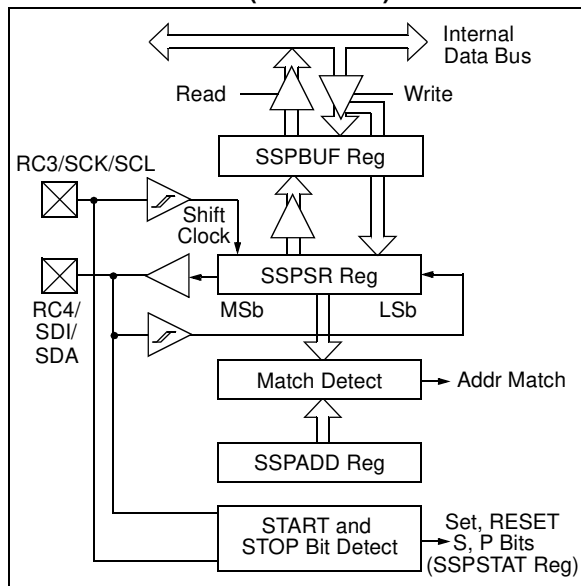 Internal
Data Bus
Read
Write
SSPBUF Reg
RC3/SCK/SCL
Shift
Clock
SSPSR Reg
MSb
LSb
RC4/
SDI/
SDA
Match Detect
Addr Match
SSPADD Reg
START and
STOP Bit Detect
Set, RESET
S, P Bits
(SSPSTAT Reg)